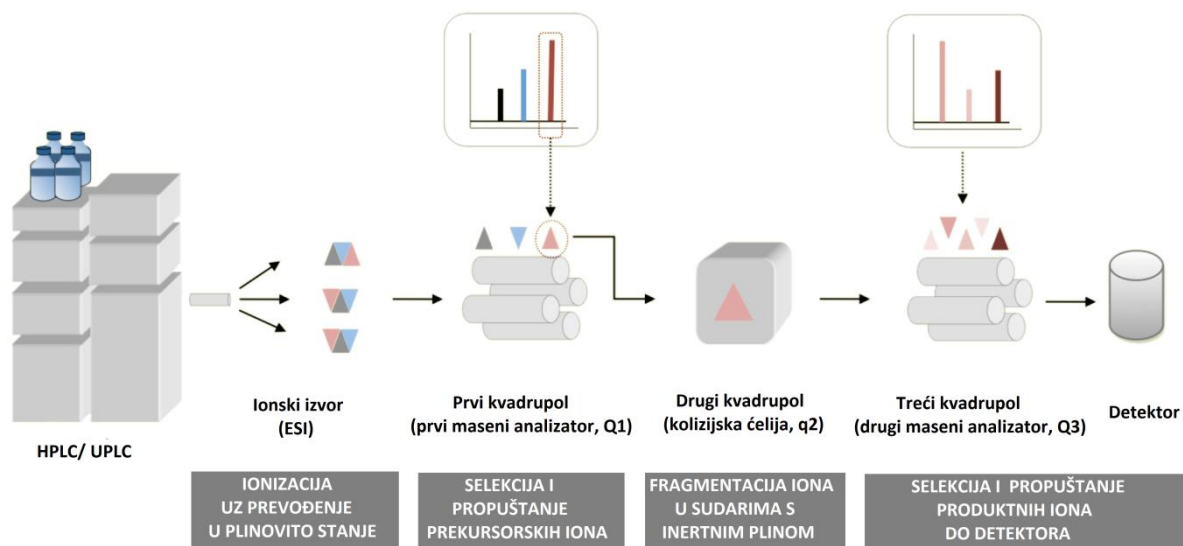 HPLC/ UPLC
Ionski izvor
(ESI)
Prvi kvadrupol
(prvi maseni analizator, Q1)
Drugi kvadrupol
(kolizijska ćelija, q2)
Treći kvadrupol
(drugi maseni analizator, Q3)
Detektor
IONIZACIJA
UZ PREVOĐENJE
U PLINOVITO STANJE
SELEKCIJA I
PROPUŠTANJE
PREKURSORSKIH IONA
FRAGMENTACIJA IONA
U SUDARIMA S
INERTNIM PLINOM
SELEKCIJA I PROPUŠTANJE
PRODUKTNIH IONA
DO DETEKTORA